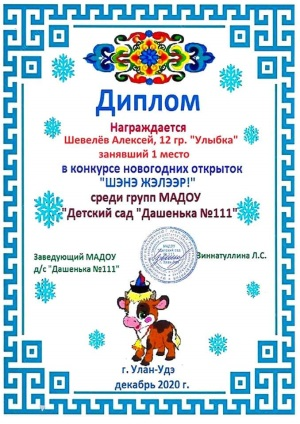 Диплом
Награждается
Шевелёв Алексей, 12 гр. "Улыбка"
занявший 1 место
в конкурсе новогодних открыток
"ШЭНЭ ЖЭЛЭЭР!"
среди групп МАДОУ
"Детский сад "Дашенька №111"
Заведующий МАДОУ
д/с "Дашенька №111"
Виннатуллина Л.С.
г. Улан-Удэ
декабрь 2020 г.